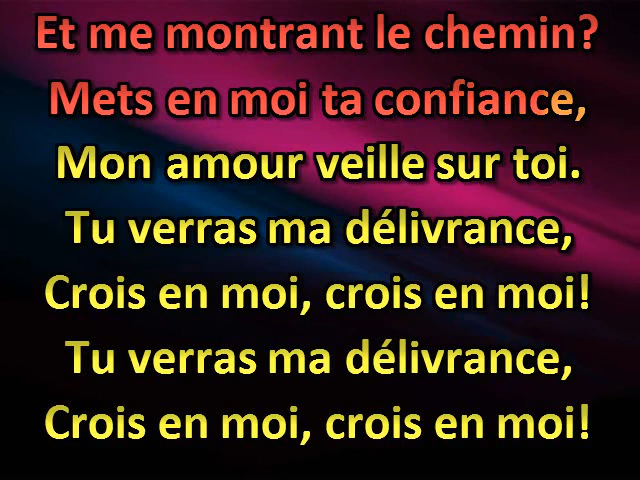 Et me montrant le chemin?
Mets en moi ta confiance,
Mon amour veille sur toi.
Tu verras ma délivrance,
Crois en moi, crois en moi!
Tu verras ma délivrance,
Crois en moi, crois en moi!